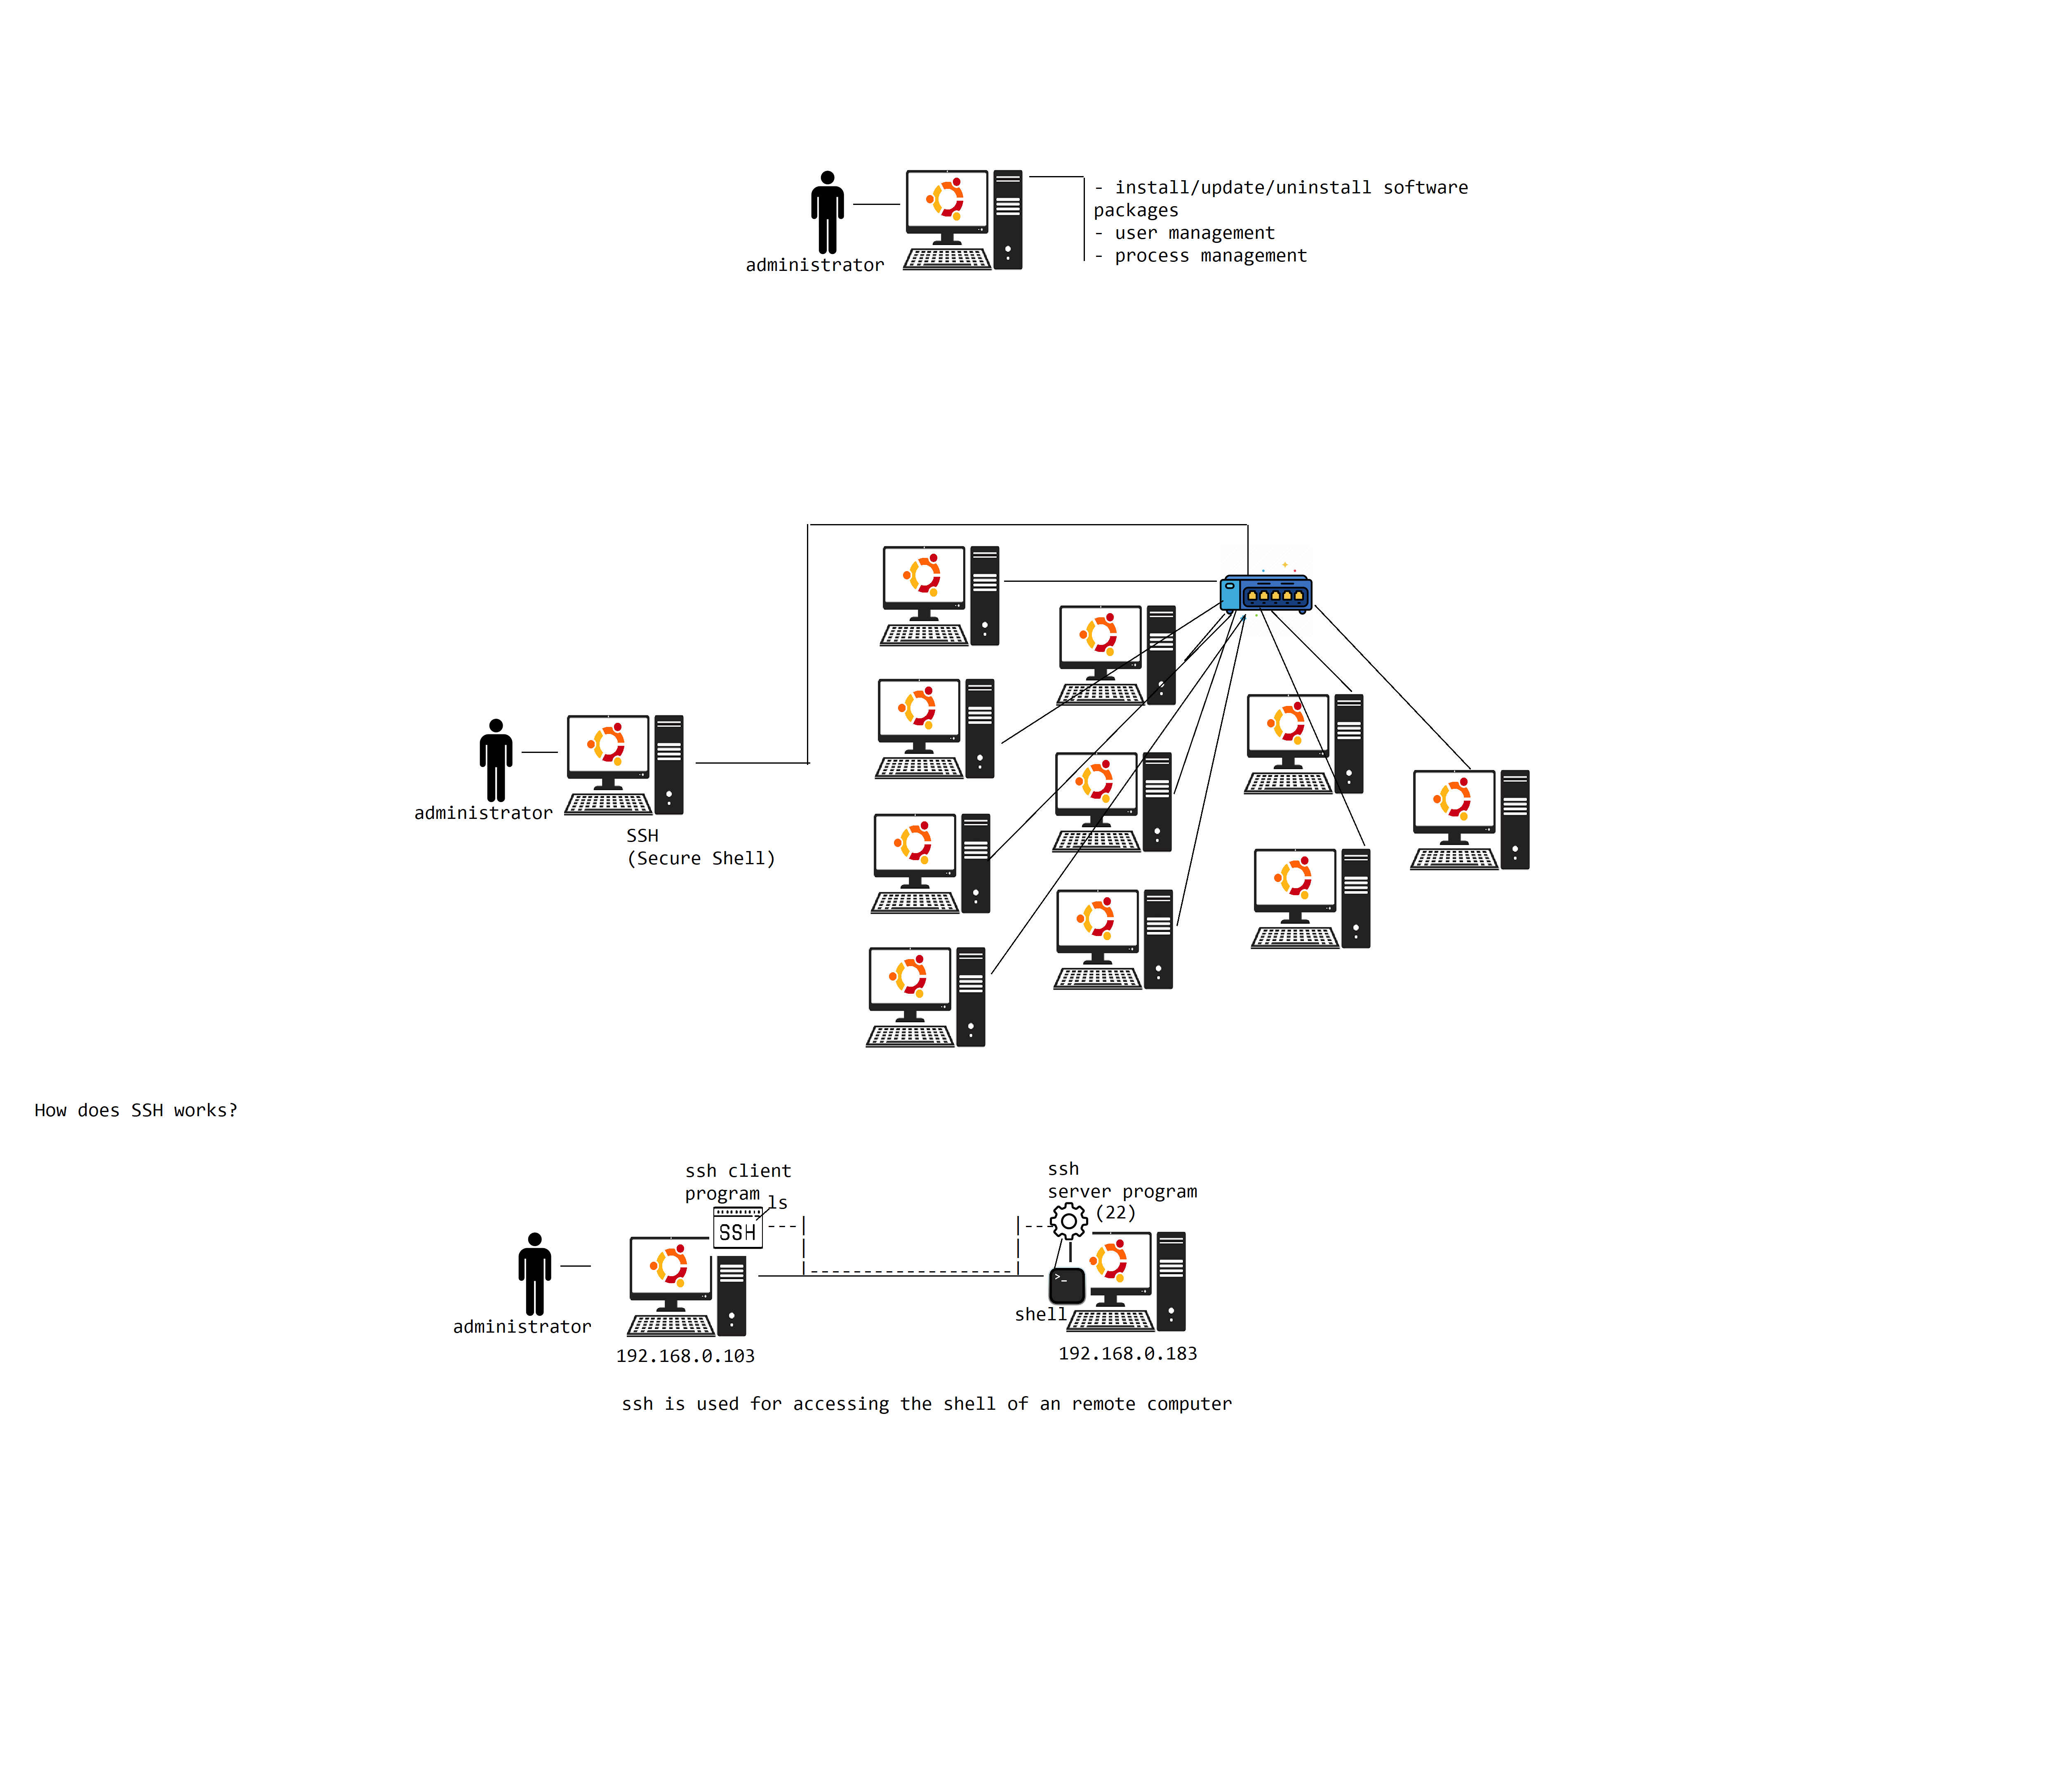 - install/update/uninstall software
packages
- user management
- process management
administrator
administrator
SSH
(Secure Shell)
How does SSH works?
ssh client
program
ls
SSH
ssh
server program
(22)
>_
shell
administrator
192.168.0.103
192.168.0.183
ssh is used for accessing the shell of an remote computer